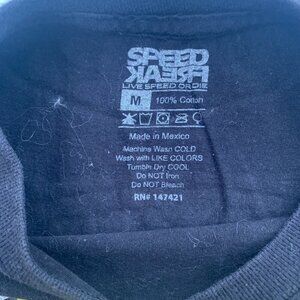 SPEED
FREAK
LIVE SPEED OR DIE
M 100% Cotton
Made in Mexico
Machine Wash COLD
Wash with LIKE COLORS
Tumble Dry COOL
Do NOT Iron
Do NOT Bleach
RN# 147421